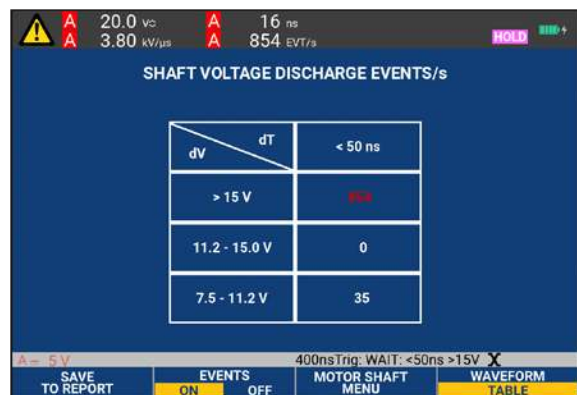 A 20.0 V≎ A 16 ns
A 3.80 kV/µs A 854 EVT/s
HOLD
SHAFT VOLTAGE DISCHARGE EVENTS/s
dV dT < 50 ns
> 15 V
11.2 - 15.0 V 0
7.5 - 11.2 V 35
A 5 V 400nsTrig: WAIT: <50ns >15V X
SAVE TO REPORT
EVENTS
ON OFF
MOTOR SHAFT MENU
WAVEFORM
TABLE